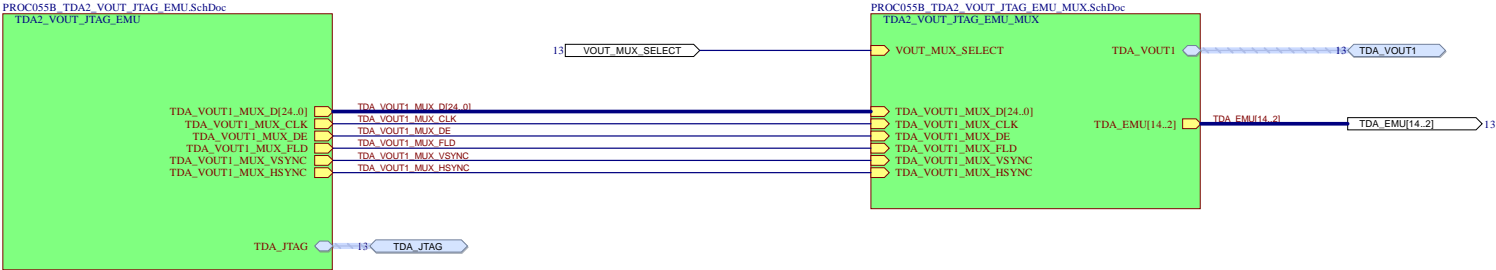 PROC055B_TDA2_VOUT_JTAG_EMU.SchDoc
TDA2_VOUT_JTAG_EMU
TDA_VOUT1_MUX_D[24..0]
TDA_VOUT1_MUX_CLK
TDA_VOUT1_MUX_DE
TDA_VOUT1_MUX_FLD
TDA_VOUT1_MUX_VSYNC
TDA_VOUT1_MUX_HSYNC
TDA_JTAG
13 TDA_JTAG
13 VOUT_MUX_SELECT
TDA_VOUT1_MUX_D[24..0]
TDA_VOUT1_MUX_CLK
TDA_VOUT1_MUX_DE
TDA_VOUT1_MUX_FLD
TDA_VOUT1_MUX_VSYNC
TDA_VOUT1_MUX_HSYNC
PROC055B_TDA2_VOUT_JTAG_EMU_MUX.SchDoc
TDA2_VOUT_JTAG_EMU_MUX
VOUT_MUX_SELECT
TDA_VOUT1_MUX_D[24..0]
TDA_VOUT1_MUX_CLK
TDA_VOUT1_MUX_DE
TDA_VOUT1_MUX_FLD
TDA_VOUT1_MUX_VSYNC
TDA_VOUT1_MUX_HSYNC
TDA_VOUT1
13 TDA_VOUT1
TDA_EMU[14..2]
TDA_EMU[14..2]
TDA_EMU[14..2] 13